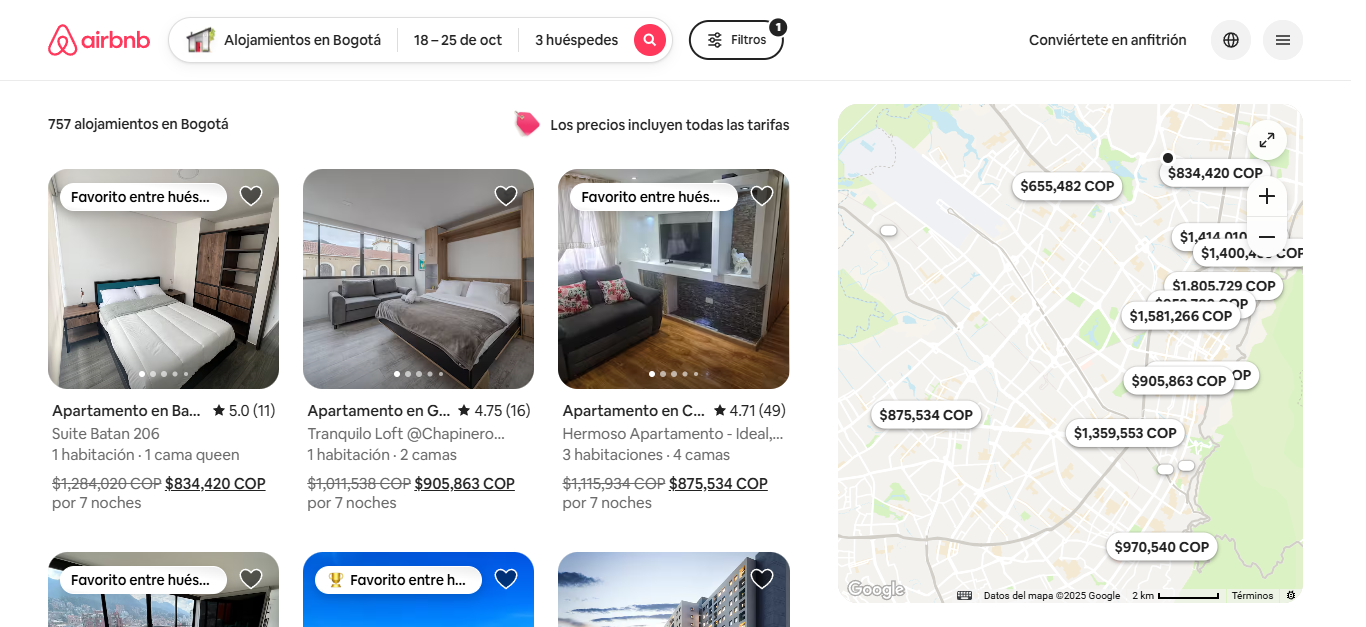 airbnb
Alojamientos en Bogotá
18 – 25 de oct
3 huéspedes
Filtros
1
Conviértete en anfitrión
757 alojamientos en Bogotá
Los precios incluyen todas las tarifas
Favorito entre hués...
Apartamento en Ba...
5.0 (11)
Suite Batan 206
1 habitación · 1 cama queen
$1,284,020 COP $834,420 COP
por 7 noches
Apartamento en G...
4.75 (16)
Tranquilo Loft @Chapinero...
1 habitación · 2 camas
$1,011,538 COP $905,863 COP
por 7 noches
Favorito entre hués...
Apartamento en C...
4.71 (49)
Hermoso Apartamento - Ideal,...
3 habitaciones · 4 camas
$1,115,934 COP $875,534 COP
por 7 noches
Favorito entre hués...
Favorito entre h...
$655,482 COP
$834,420 COP
$1,414,010
COP
$1,805,729 COP
COP
$1,581,266 COP
$905,863 COP
OP
$875,534 COP
$1,359,553 COP
$970,540 COP
Google
Datos del mapa ©2025 Google
2 km
Términos